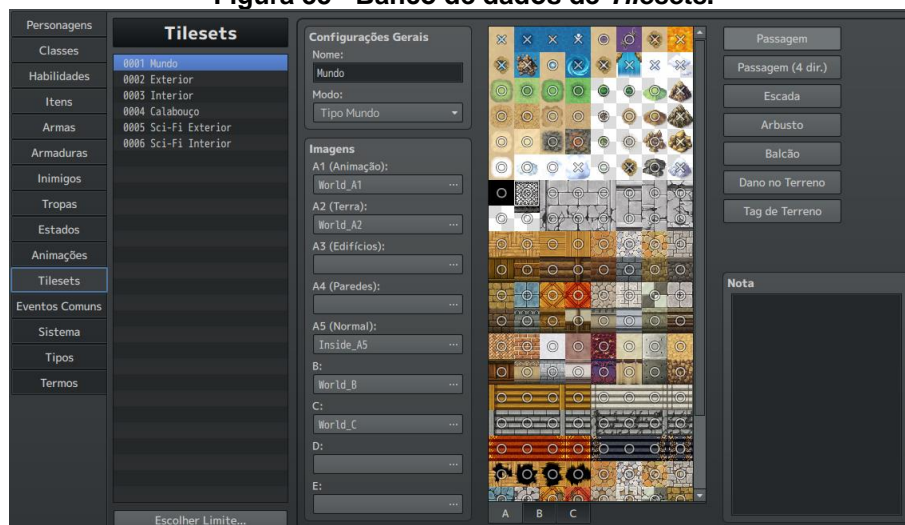 Figura 60 - Banco de dados de Tilesets.
Personagens
Classes
Habilidades
Itens
Armas
Armaduras
Inimigos
Tropas
Estados
Animações
Tilesets
Eventos Comuns
Sistema
Tipos
Termos
Tilesets
0001 Mundo
0002 Exterior
0003 Interior
0004 Calabouço
0005 Sci-Fi Exterior
0006 Sci-Fi Interior
Escolher Limite...
Configurações Gerais
Nome:
Mundo
Modo:
Tipo Mundo
Imagens
A1 (Animação):
World_A1 ...
A2 (Terra):
World_A2 ...
A3 (Edifícios):
...
A4 (Paredes):
...
A5 (Normal):
Inside_A5 ...
B:
World_B ...
C:
World_C ...
D:
...
E:
...
A B C
Passagem
Passagem (4 dir.)
Escada
Arbusto
Balcão
Dano no Terreno
Tag de Terreno
Nota